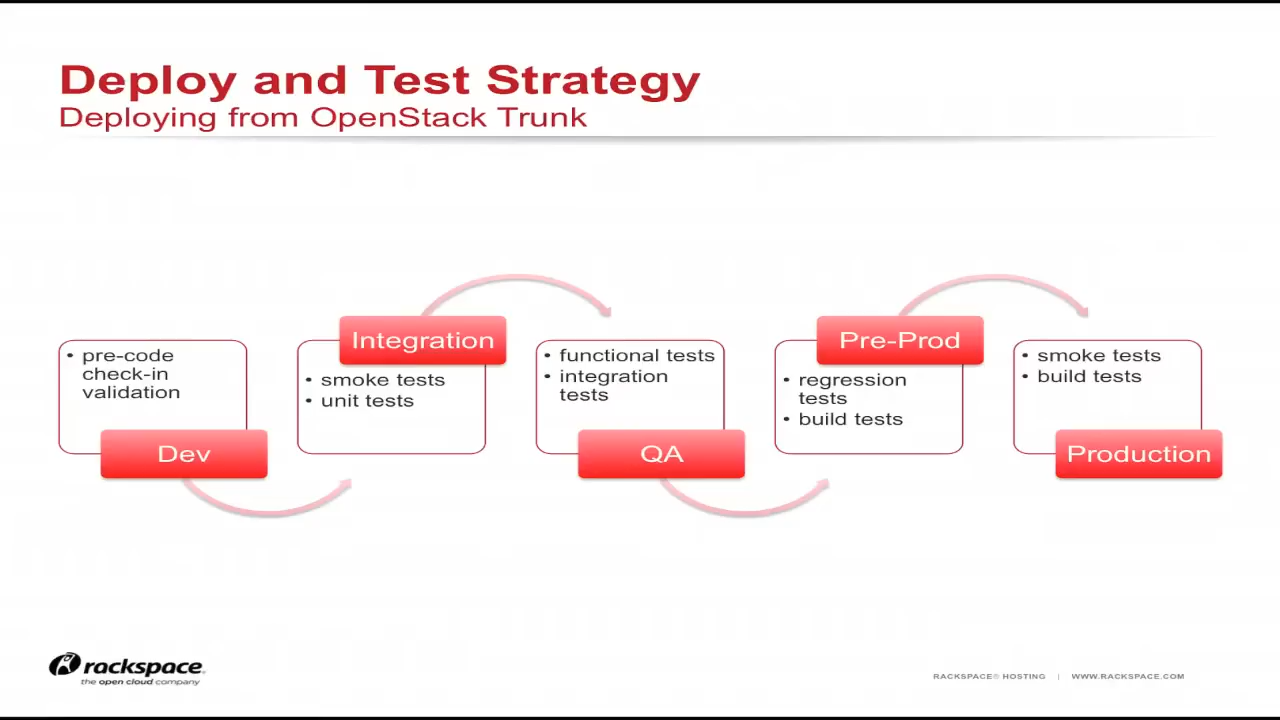 Deploy and Test Strategy
Deploying from OpenStack Trunk
• pre-code
check-in
validation
Dev
Integration
• smoke tests
• unit tests
• functional tests
• integration
tests
QA
Pre-Prod
• regression
tests
• build tests
• smoke tests
• build tests
Production
rackspace.
the open cloud company
RACKSPACE® HOSTING | WWW.RACKSPACE.COM